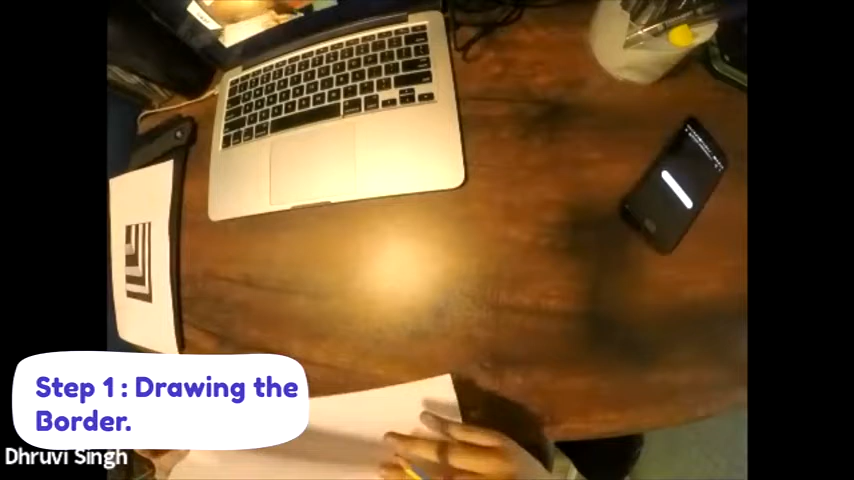 Step 1 : Drawing the
Border.
Dhruvi Singh